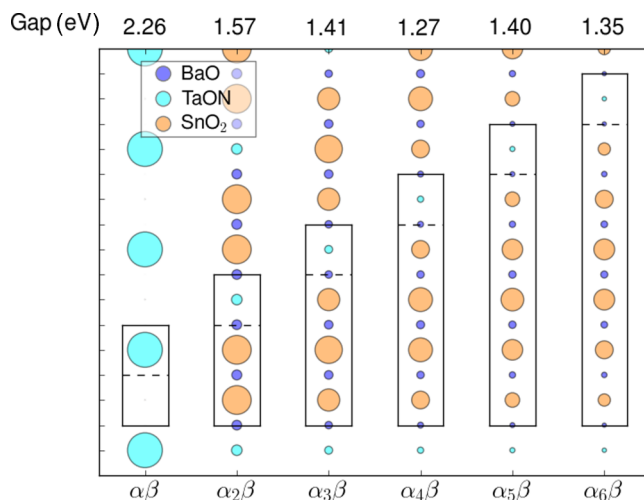 Gap (eV) 2.26 1.57 1.41 1.27 1.40 1.35
BaO
TaON
SnO₂
αβ α₂β α₃β α₄β α₅β α₆β